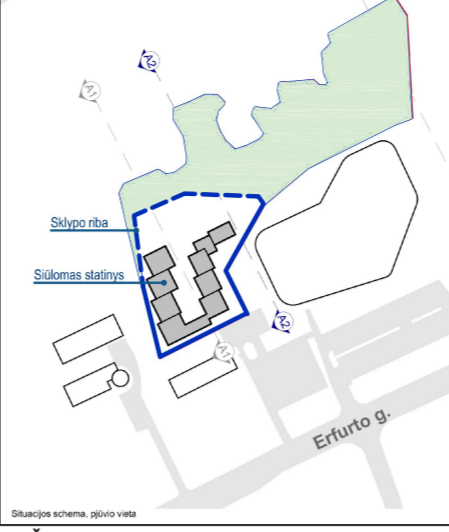 A2
A1
Sklypo riba
Siūlomas statinys
A2
A1
Erfurto g.
Situacijos schema, pjūvio vieta